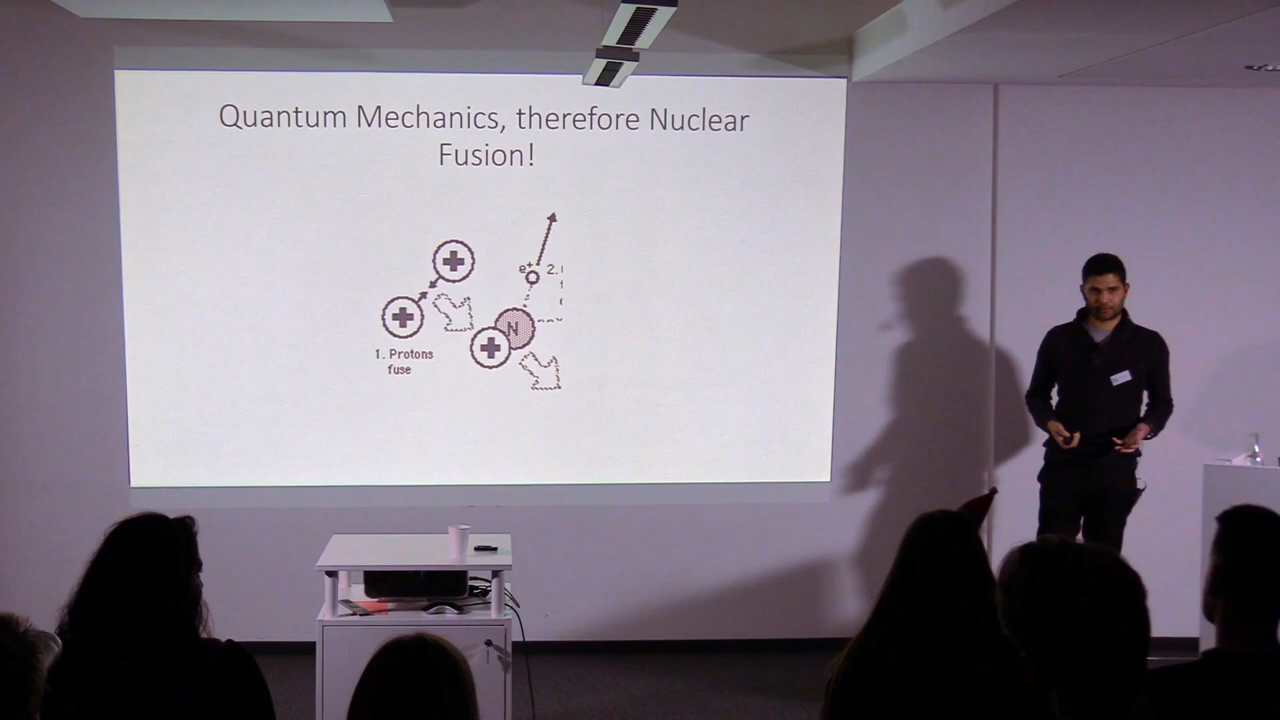 Quantum Mechanics, therefore Nuclear
Fusion!
e+ 2.
N
1. Protons
fuse